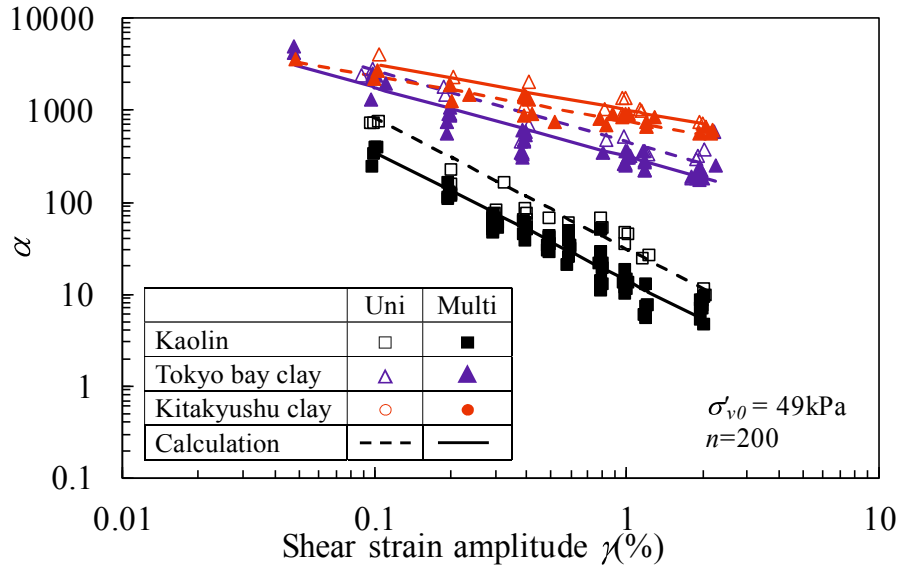 α
10000
1000
100
10
1
0.1
Uni Multi
Kaolin
Tokyo bay clay
Kitakyushu clay
Calculation
σ'v0 = 49kPa
n=200
0.01 0.1 1 10
Shear strain amplitude γ(%)